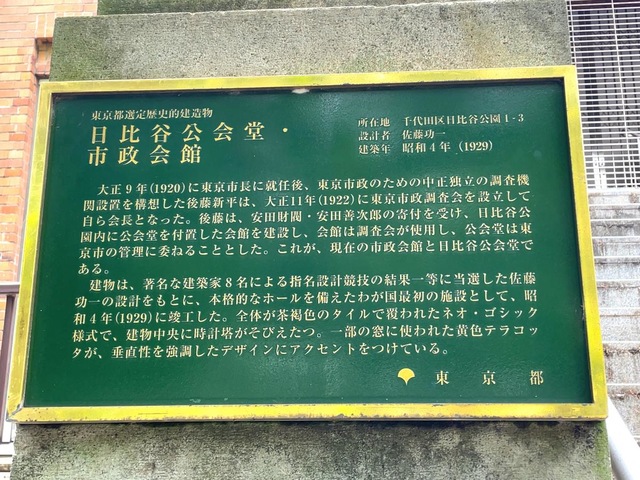 東京都選定歴史的建造物
日比谷公会堂・
市政会館
所在地 千代田区日比谷公園1-3
設計者 佐藤功一
建築年 昭和4年（1929）
大正9年(1920)に東京市長に就任後、東京市政のための中正独立の調査機
関設置を構想した後藤新平は、大正11年(1922)に東京市政調査会を設立して
自ら会長となった。後藤は、安田財閥・安田善次郎の寄付を受け、日比谷公
園内に公会堂を付置した会館を建設し、会館は調査会が使用し、公会堂は東
京市の管理に委ねることとした。これが、現在の市政会館と日比谷公会堂で
ある。
建物は、著名な建築家8名による指名設計競技の結果一等に当選した佐藤
功一の設計をもとに、本格的なホールを備えたわが国最初の施設として、昭
和4年(1929)に竣工した。全体が茶褐色のタイルで覆われたネオ・ゴシック
様式で、建物中央に時計塔がそびえたつ。一部の窓に使われた黄色テラコッ
タが、垂直性を強調したデザインにアクセントをつけている。
東京都